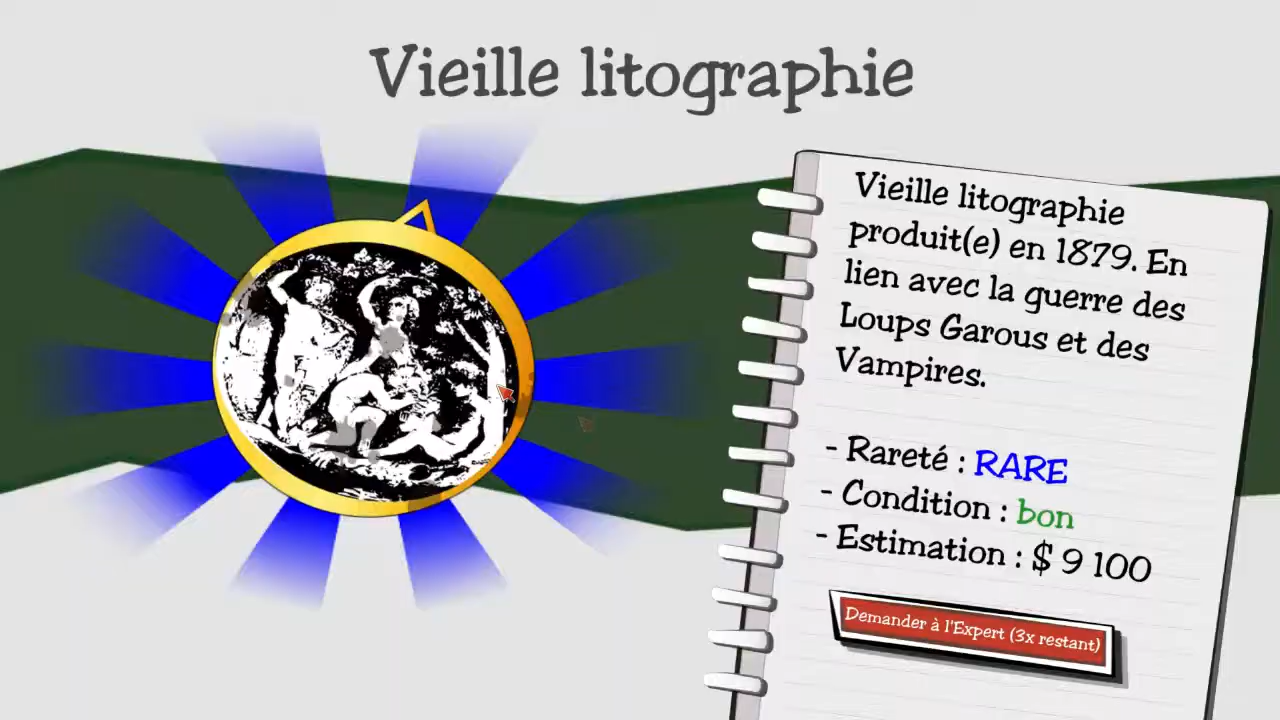 Vieille litographie
Vieille litographie
produit(e) en 1879. En
lien avec la guerre des
Loups Garous et des
Vampires.
- Rareté : RARE
- Condition : bon
- Estimation : $ 9 100
Demander à l'Expert (3x restant)